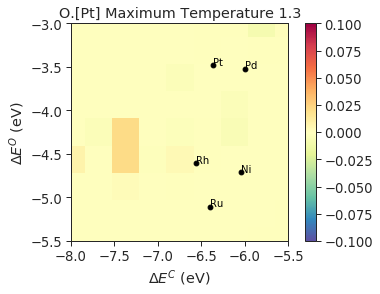 O.[Pt] Maximum Temperature 1.3
−3.0
−3.5
−4.0
−4.5
−5.0
−5.5
ΔE^O (eV)
Pt
Pd
Rh
Ni
Ru
−8.0 −7.5 −7.0 −6.5 −6.0 −5.5
ΔE^C (eV)
0.100
0.075
0.050
0.025
0.000
−0.025
−0.050
−0.075
−0.100